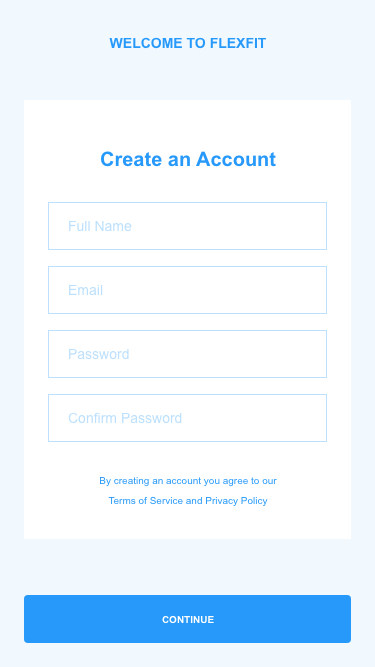 WELCOME TO FLEXFIT
Create an Account
Full Name
Email
Password
Confirm Password
By creating an account you agree to our
Terms of Service and Privacy Policy
CONTINUE